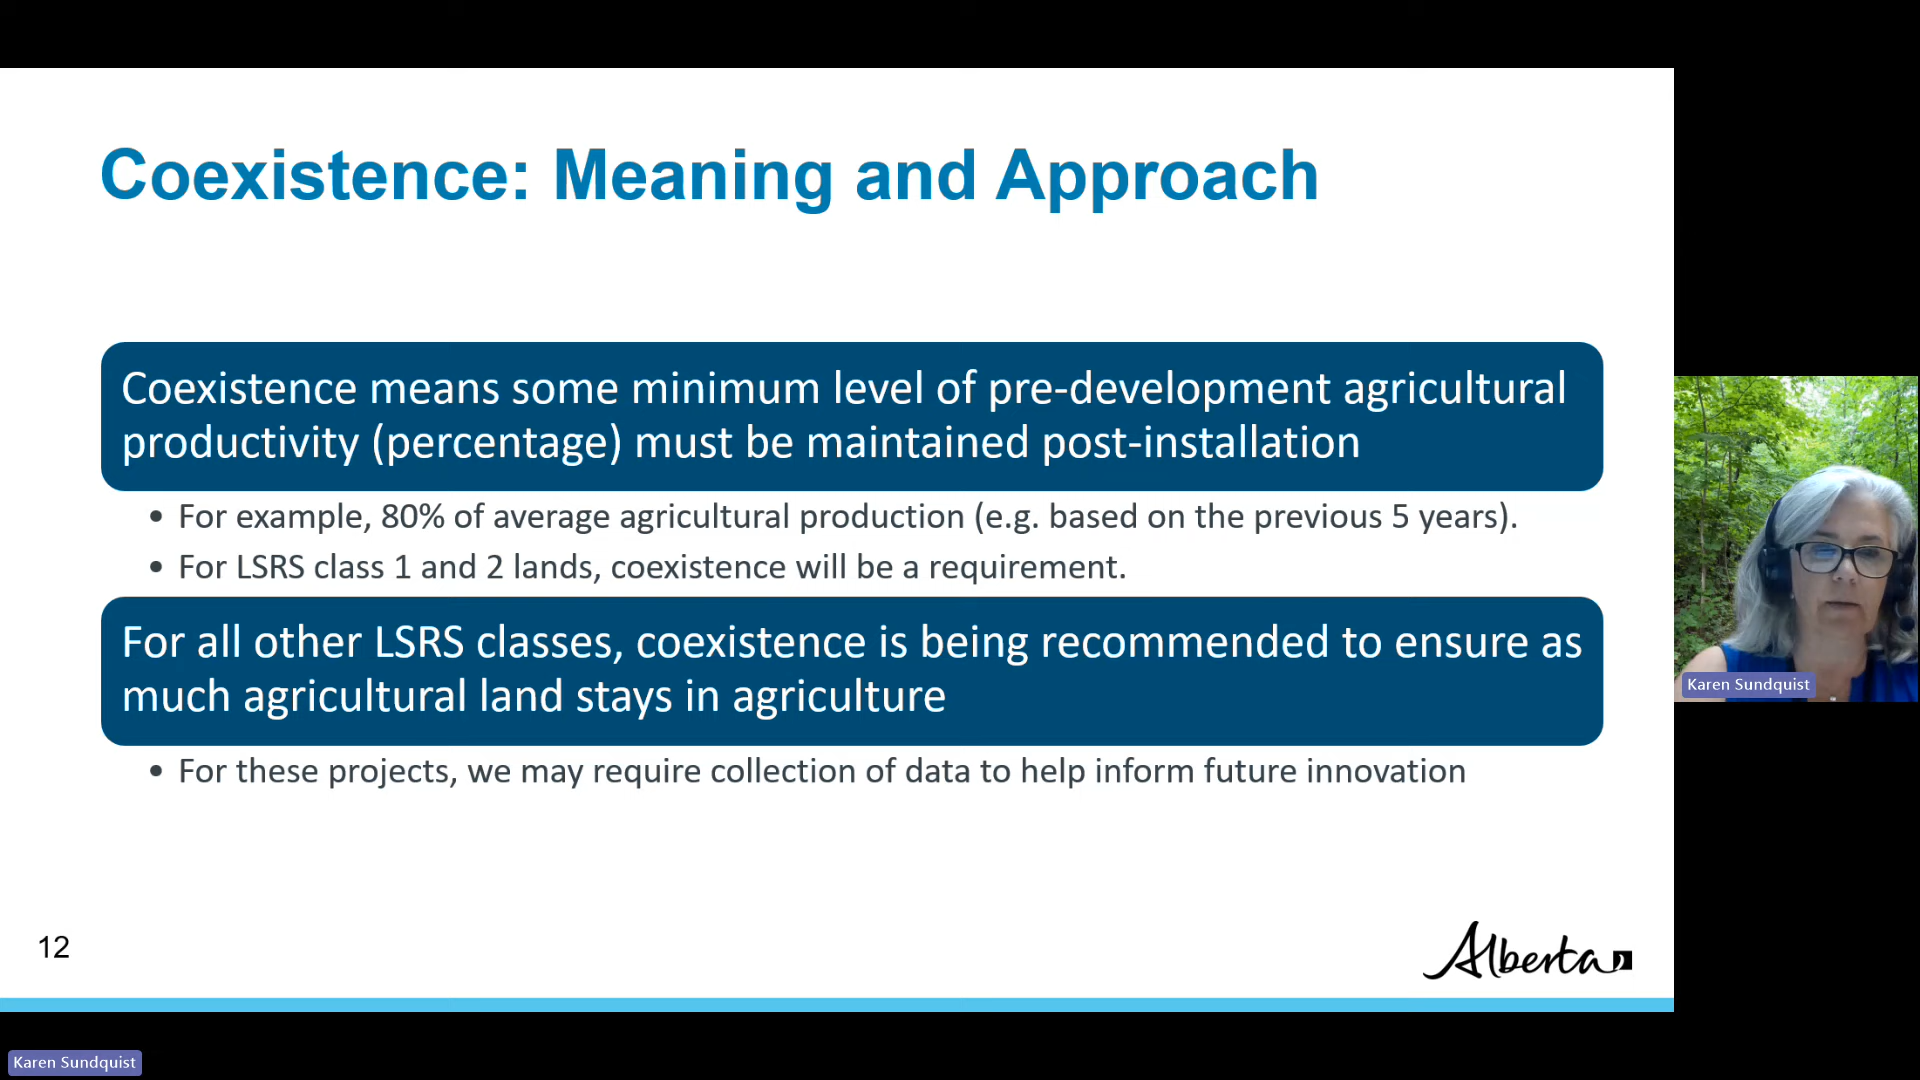 Coexistence: Meaning and Approach
Coexistence means some minimum level of pre-development agricultural
productivity (percentage) must be maintained post-installation
• For example, 80% of average agricultural production (e.g. based on the previous 5 years).
• For LSRS class 1 and 2 lands, coexistence will be a requirement.
For all other LSRS classes, coexistence is being recommended to ensure as
much agricultural land stays in agriculture
• For these projects, we may require collection of data to help inform future innovation
Karen Sundquist
12
Alberta
Karen Sundquist